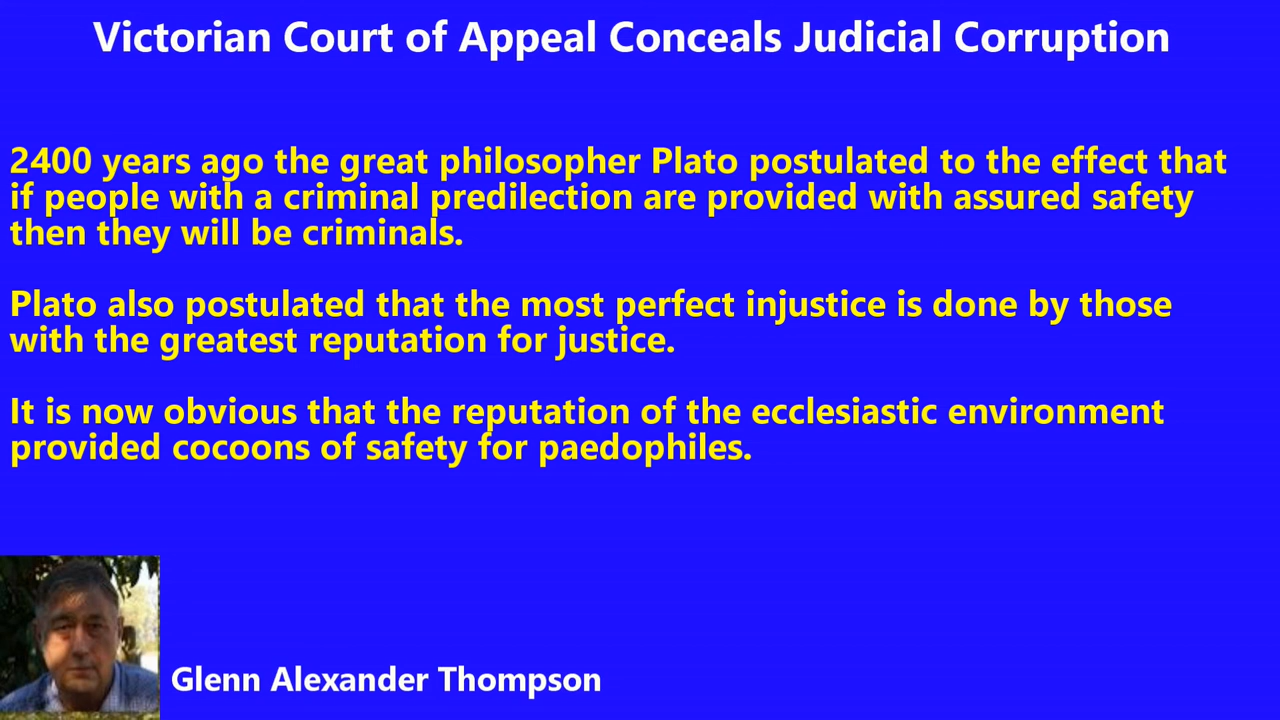 Victorian Court of Appeal Conceals Judicial Corruption
2400 years ago the great philosopher Plato postulated to the effect that
if people with a criminal predilection are provided with assured safety
then they will be criminals.
Plato also postulated that the most perfect injustice is done by those
with the greatest reputation for justice.
It is now obvious that the reputation of the ecclesiastic environment
provided cocoons of safety for paedophiles.
Glenn Alexander Thompson